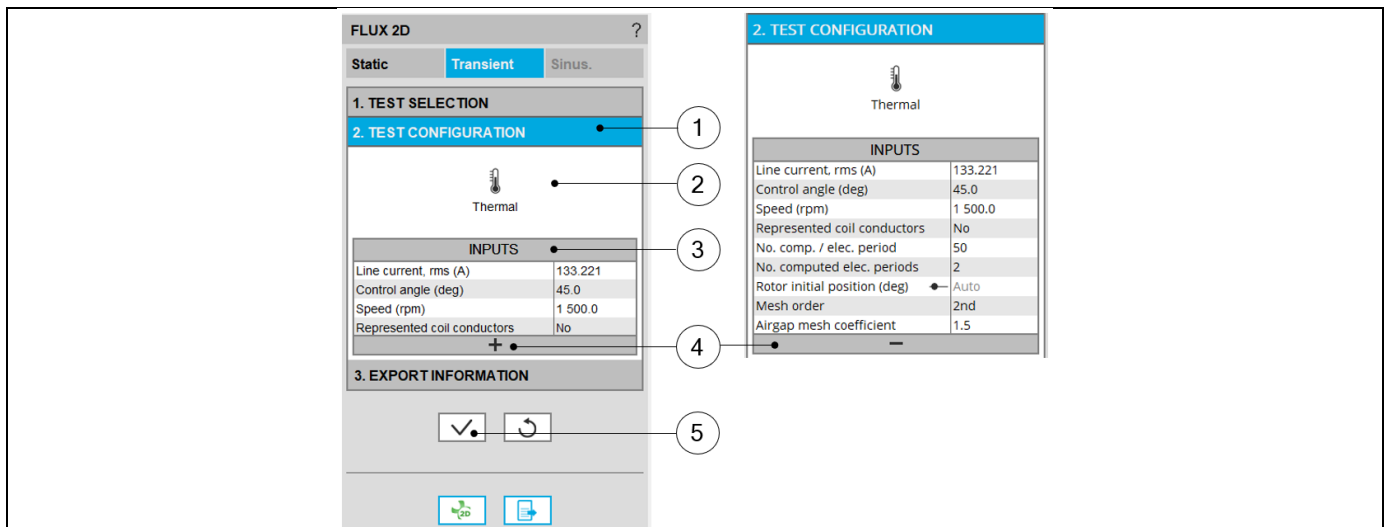 FLUX 2D ?
Static Transient Sinus.
1. TEST SELECTION
2. TEST CONFIGURATION
Thermal
INPUTS
Line current, rms (A) 133.221
Control angle (deg) 45.0
Speed (rpm) 1 500.0
Represented coil conductors No
+
3. EXPORT INFORMATION
2D
1
2
3
4
5
2. TEST CONFIGURATION
Thermal
INPUTS
Line current, rms (A) 133.221
Control angle (deg) 45.0
Speed (rpm) 1 500.0
Represented coil conductors No
No. comp. / elec. period 50
No. computed elec. periods 2
Rotor initial position (deg) Auto
Mesh order 2nd
Airgap mesh coefficient 1.5
−